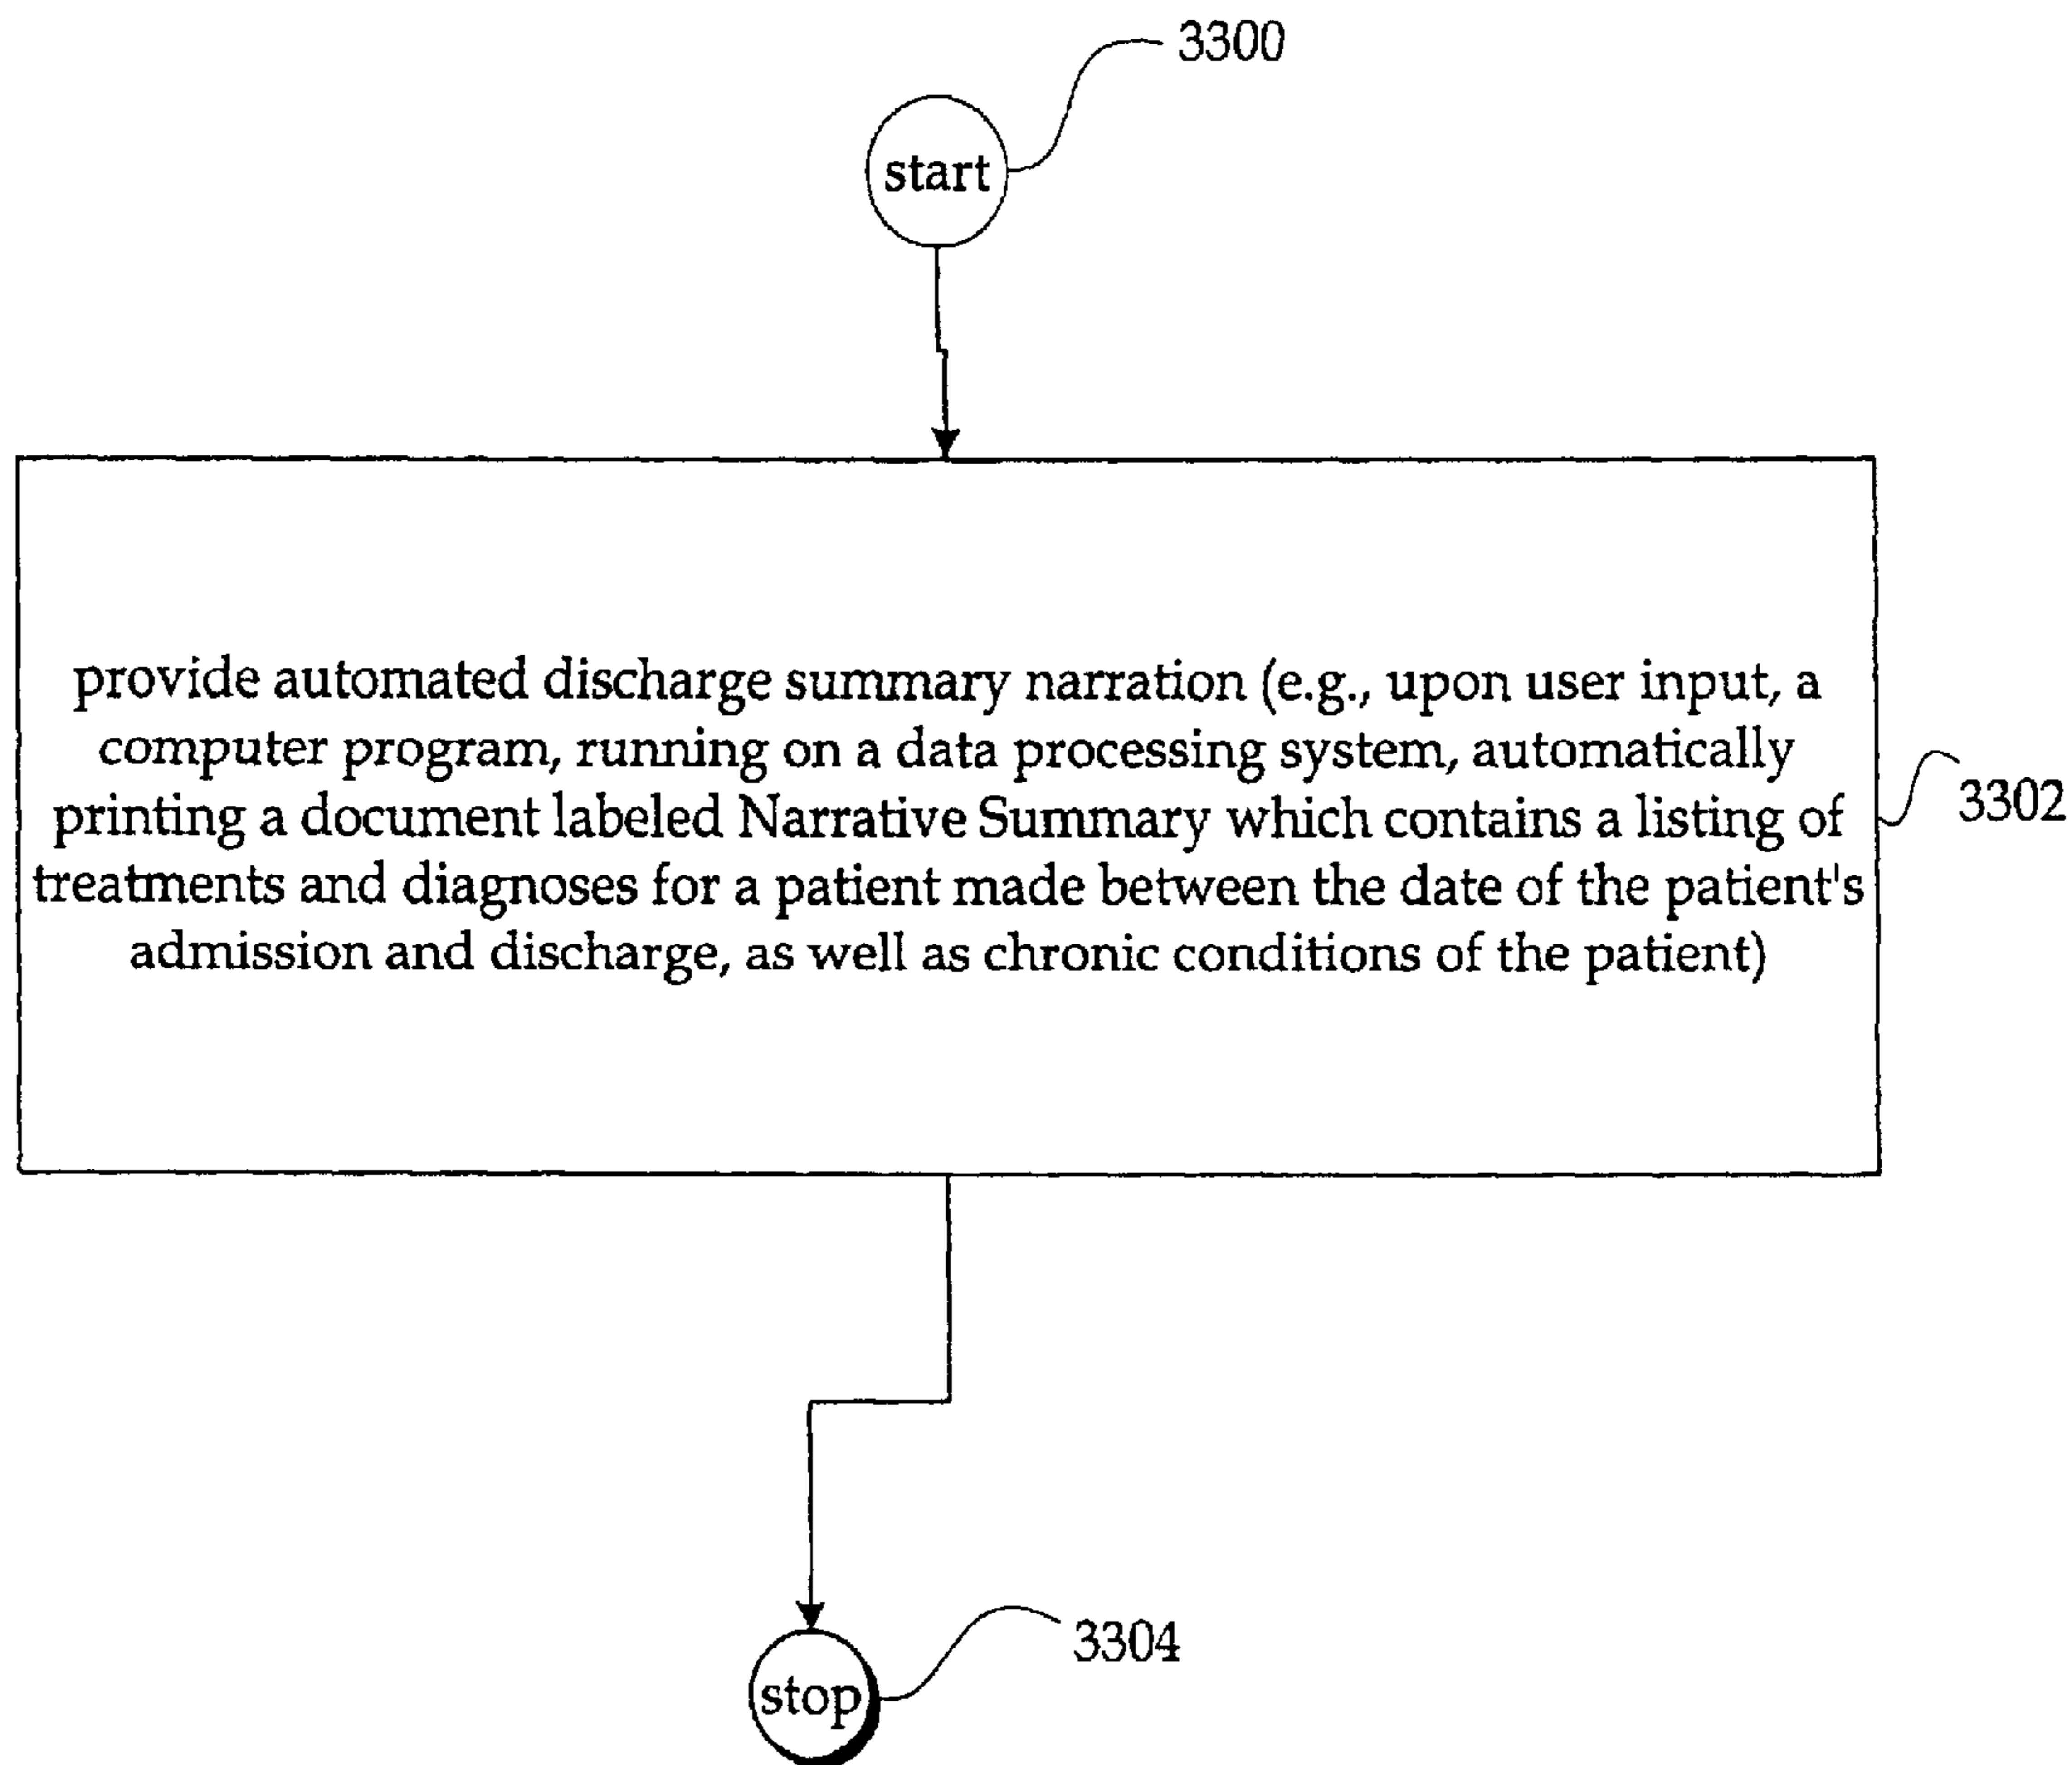 3300
start
provide automated discharge summary narration (e.g., upon user input, a
computer program, running on a data processing system, automatically
printing a document labeled Narrative Summary which contains a listing of
treatments and diagnoses for a patient made between the date of the patient's
admission and discharge, as well as chronic conditions of the patient)
3302
3304
stop